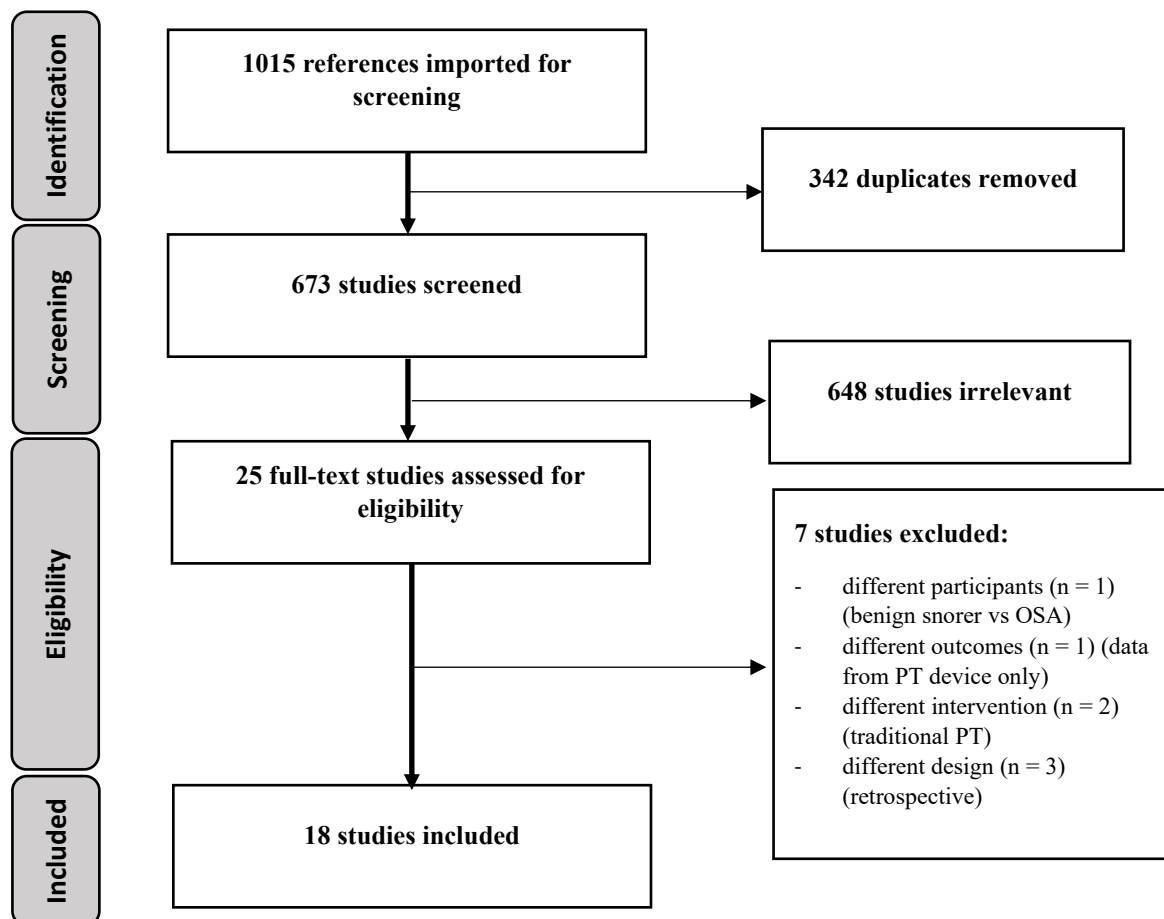 Identification
1015 references imported for
screening
342 duplicates removed
Screening
673 studies screened
648 studies irrelevant
Eligibility
25 full-text studies assessed for
eligibility
7 studies excluded:
- different participants (n = 1)
(benign snorer vs OSA)
- different outcomes (n = 1) (data
from PT device only)
- different intervention (n = 2)
(traditional PT)
- different design (n = 3)
(retrospective)
Included
18 studies included